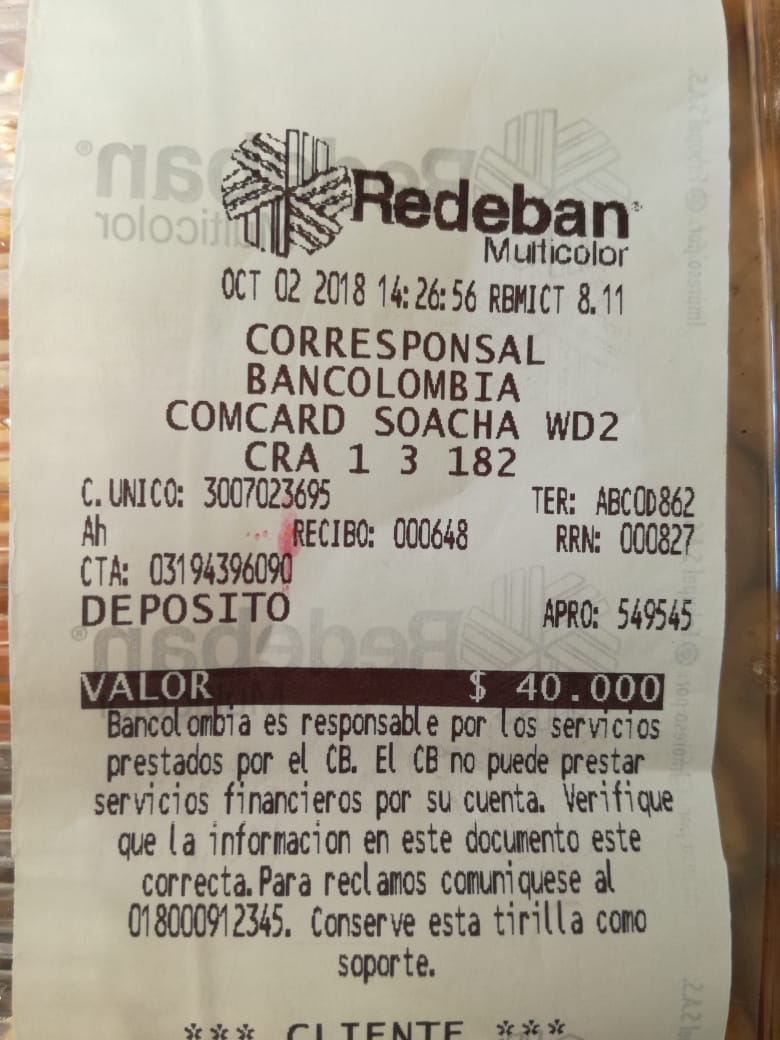 Redeban
Multicolor
OCT 02 2018 14:26:56 RBMICT 8.11
CORRESPONSAL
BANCOLOMBIA
COMCARD SOACHA WD2
CRA 1 3 182
C. UNICO: 3007023695 TER: ABCOD862
Ah RECIBO: 000648 RRN: 000827
CTA: 03194396090
DEPOSITO APRO: 549545
VALOR $ 40.000
Bancolombia es responsable por los servicios
prestados por el CB. El CB no puede prestar
servicios financieros por su cuenta. Verifique
que la informacion en este documento este
correcta. Para reclamos comuniquese al
018000912345. Conserve esta tirilla como
soporte.
*** CLIENTE ***